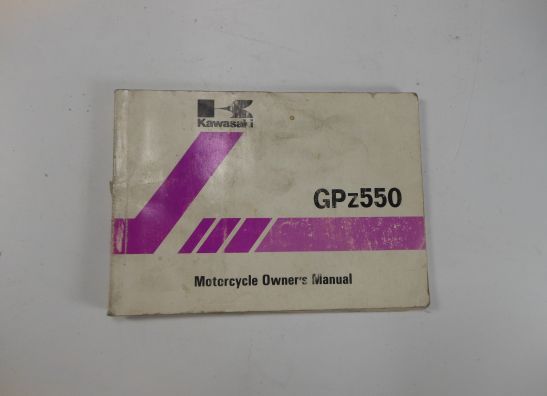 Kawasaki
GPz550
Motorcycle Owner's Manual